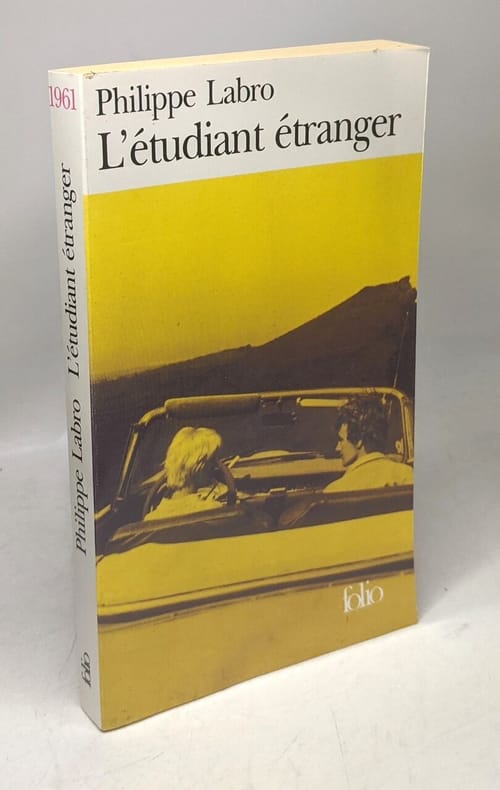 Philippe Labro
L'étudiant étranger
folio
1961
Philippe Labro L'étudiant étranger
folio